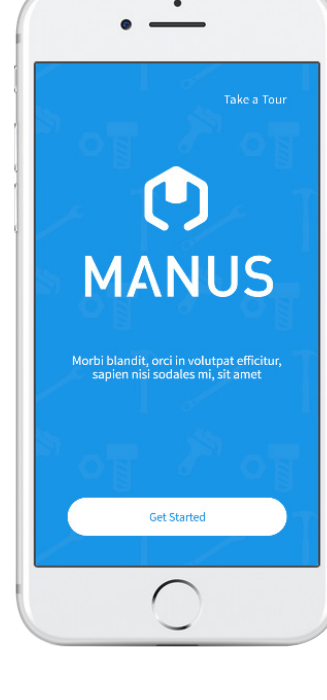 Take a Tour
MANUS
Morbi blandit, orci in volutpat efficitur,
sapien nisi sodales mi, sit amet
Get Started